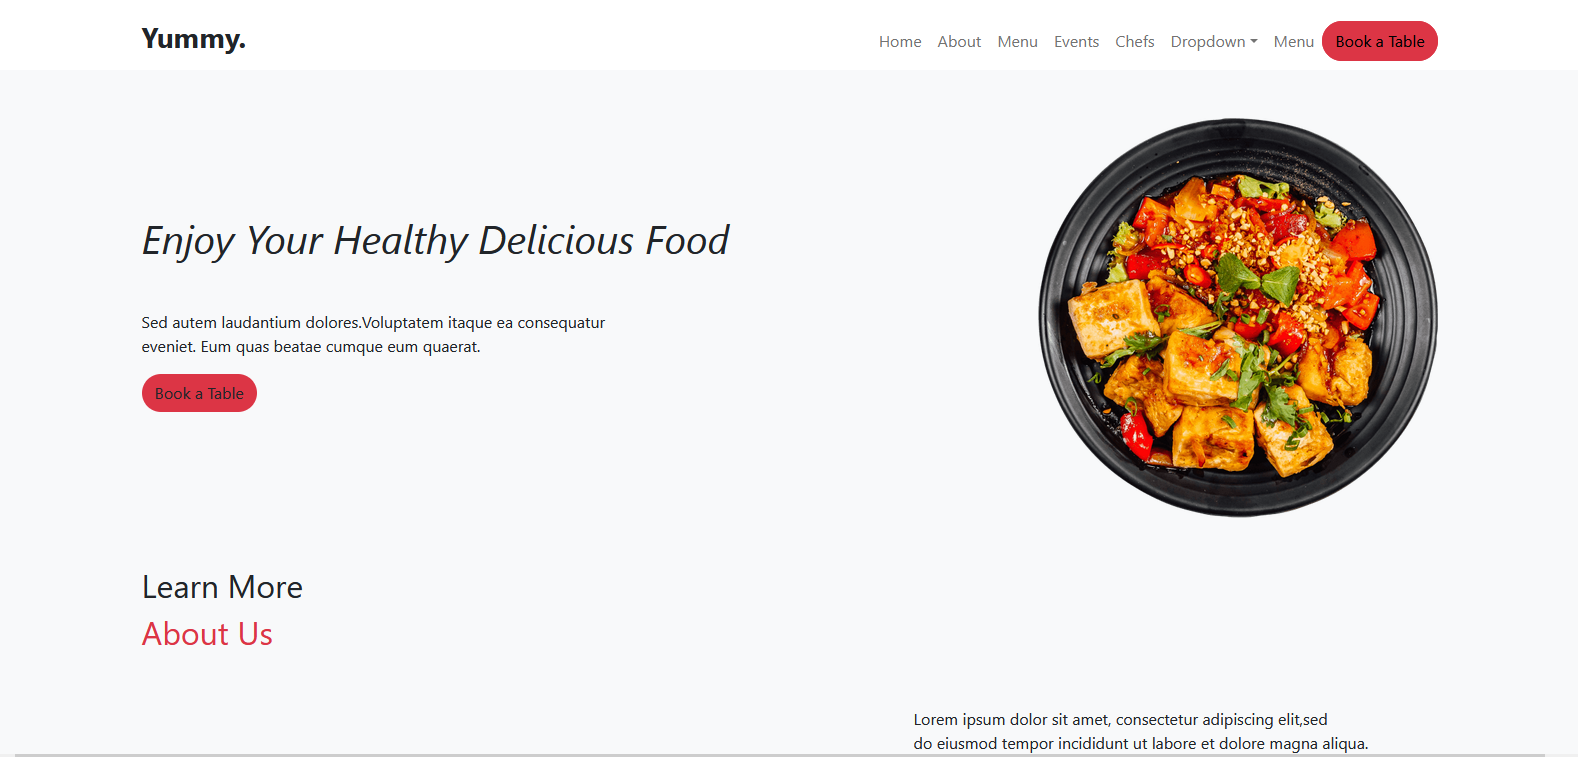 Yummy.
Home About Menu Events Chefs Dropdown Menu Book a Table
Enjoy Your Healthy Delicious Food
Sed autem laudantium dolores.Voluptatem itaque ea consequatur
eveniet. Eum quas beatae cumque eum quaerat.
Book a Table
Learn More
About Us
Lorem ipsum dolor sit amet, consectetur adipiscing elit,sed
do eiusmod tempor incididunt ut labore et dolore magna aliqua.